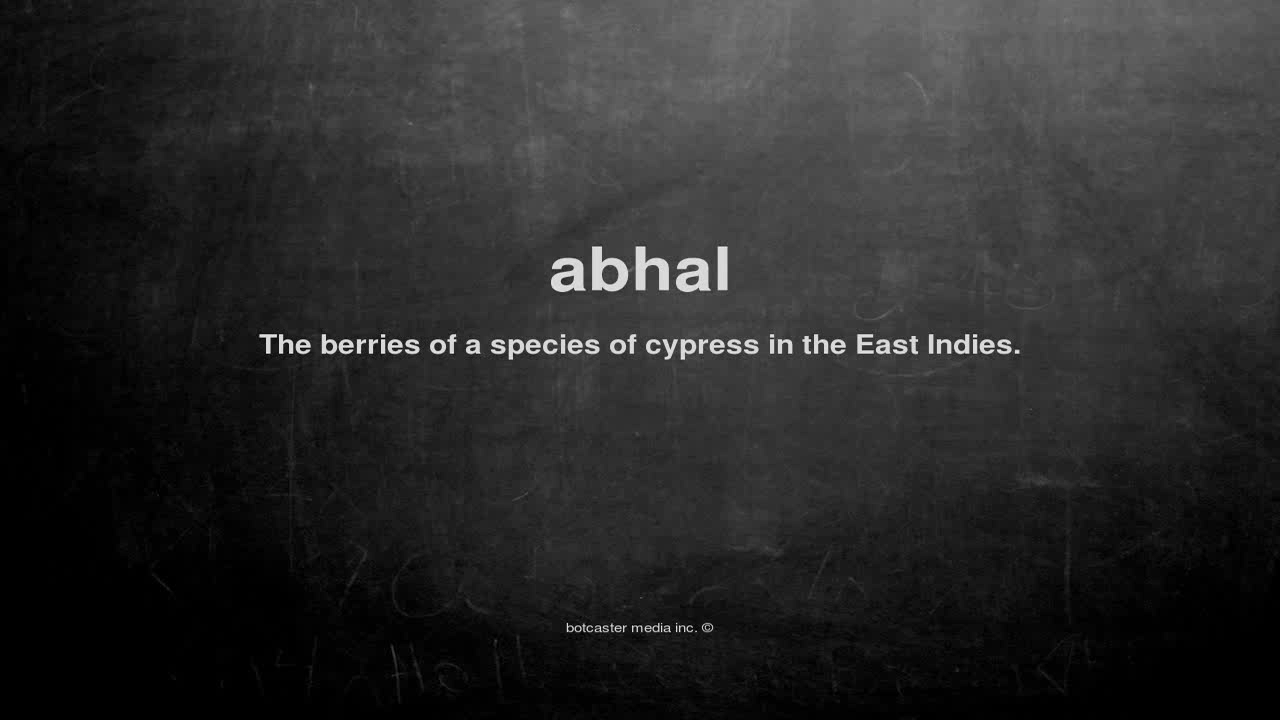 abhal
The berries of a species of cypress in the East Indies.
botcaster media inc. ©